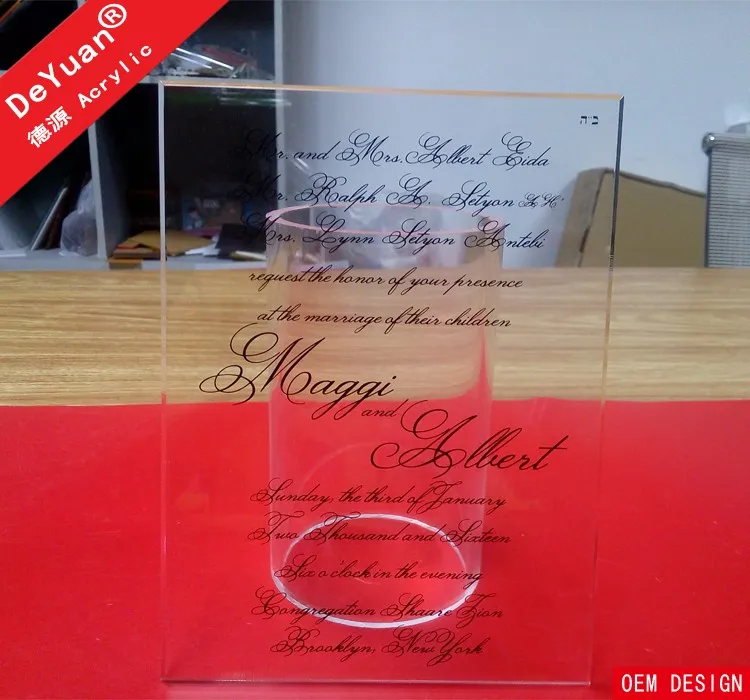 DeYuan®
德源 Acrylic
ב״ה
Mr. and Mrs. Albert Eida
Mr. Ralph A. Setyon A"H
Mrs. Lynn Setyon Antebi
request the honor of your presence
at the marriage of their children
Maggi
and
Albert
Sunday, the third of January
Two Thousand and Sixteen
Six o'clock in the evening
Congregation Shaare Zion
Brooklyn, New York
OEM DESIGN